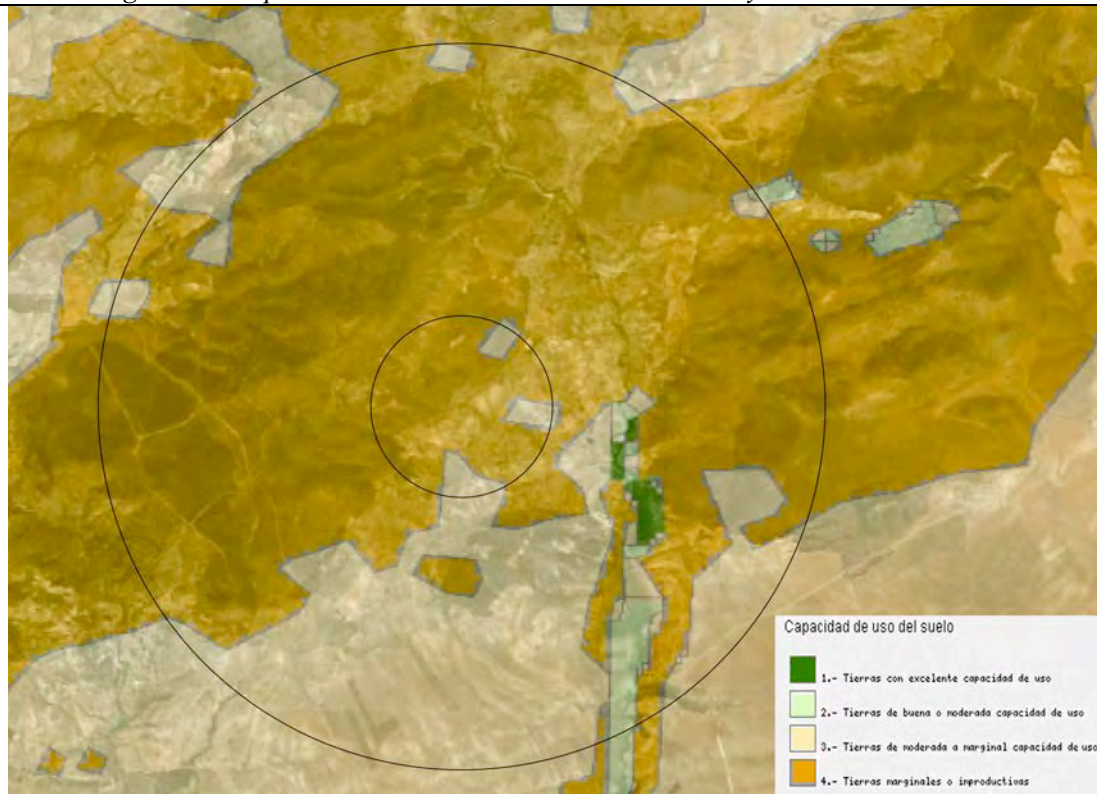 Capacidad de uso del suelo
1.- Tierras con excelente capacidad de uso
2.- Tierras de buena o moderada capacidad de uso
3.- Tierras de moderada a marginal capacidad de uso
4.- Tierras marginales o improductivas